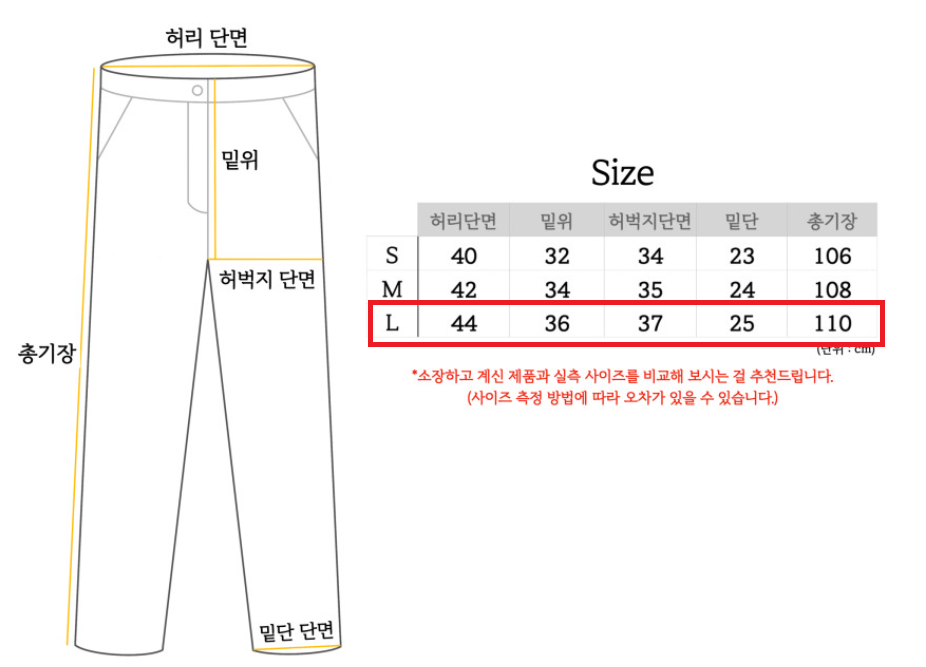 허리 단면
밑위
허벅지 단면
총기장
밑단 단면
Size
허리단면 밑위 허벅지단면 밑단 총기장
S 40 32 34 23 106
M 42 34 35 24 108
L 44 36 37 25 110
(단위 : cm)
*소장하고 계신 제품과 실측 사이즈를 비교해 보시는 걸 추천드립니다.
(사이즈 측정 방법에 따라 오차가 있을 수 있습니다.)